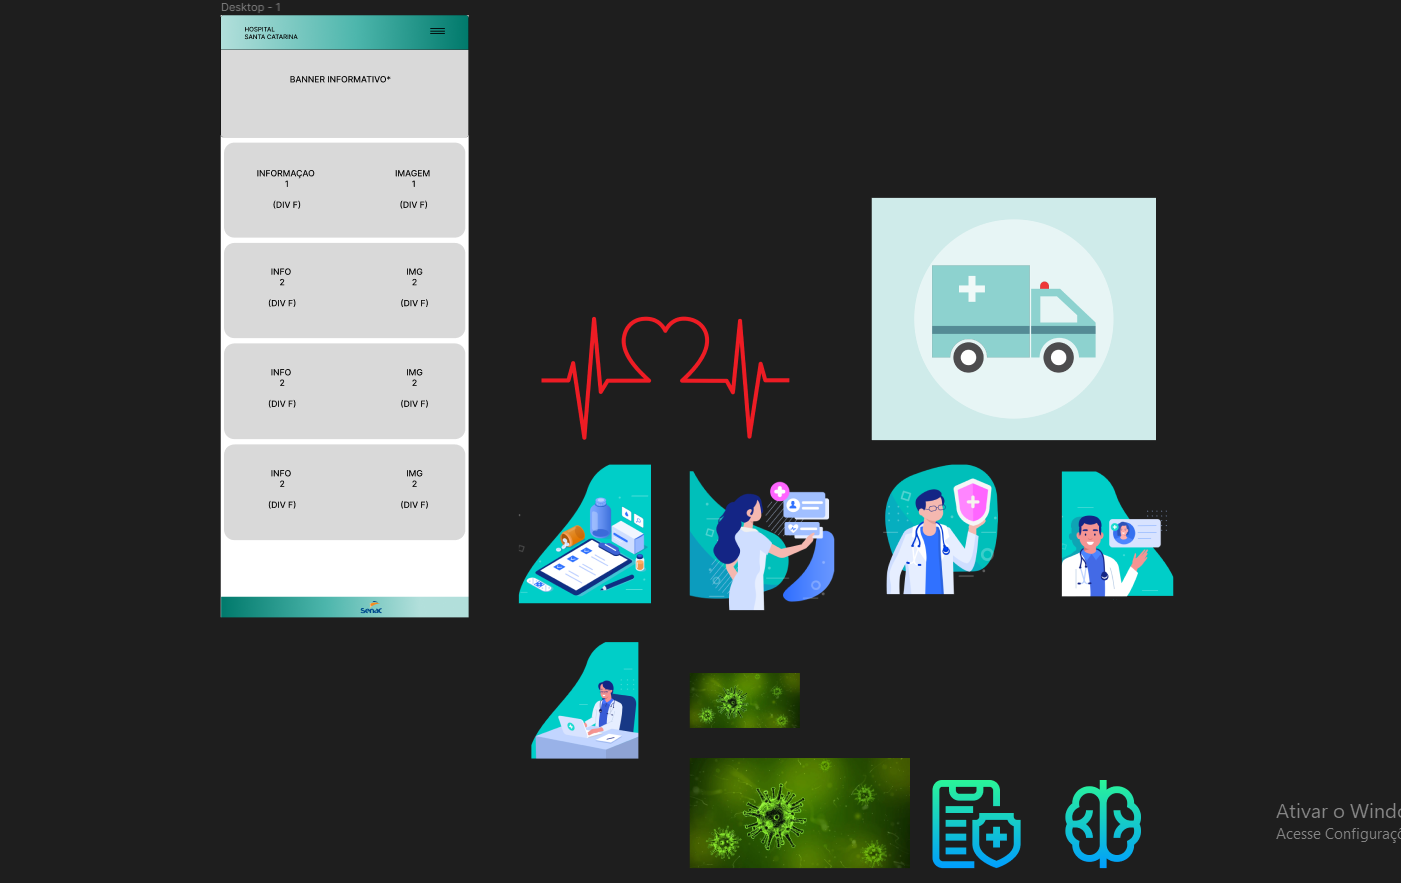 Desktop - 1
HOSPITAL
SANTA CATARINA
BANNER INFORMATIVO*
INFORMAÇAO
1
(DIV F)
IMAGEM
1
(DIV F)
INFO
2
(DIV F)
IMG
2
(DIV F)
INFO
2
(DIV F)
IMG
2
(DIV F)
INFO
2
(DIV F)
IMG
2
(DIV F)
Senac
Ativar o Windo
Acesse Configuraçõ